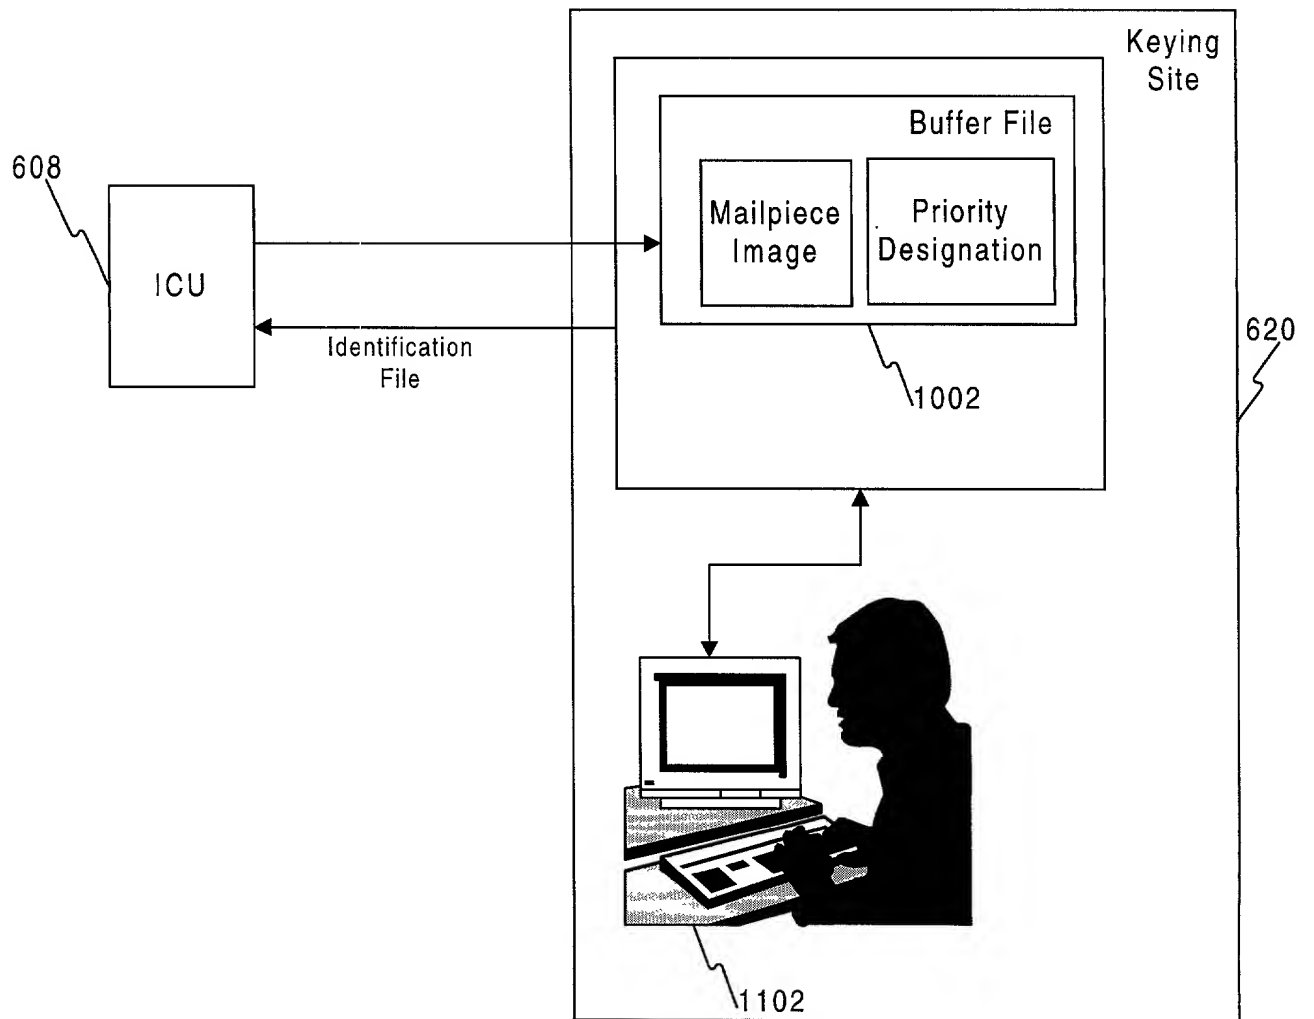 Keying
Site
Buffer File
608
Mailpiece
Image
Priority
Designation
ICU
620
Identification
File
1002
1102